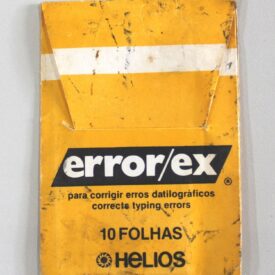 error/ex
®
para corrigir erros datilográficos
corrects typing errors
10 FOLHAS
HELIOS